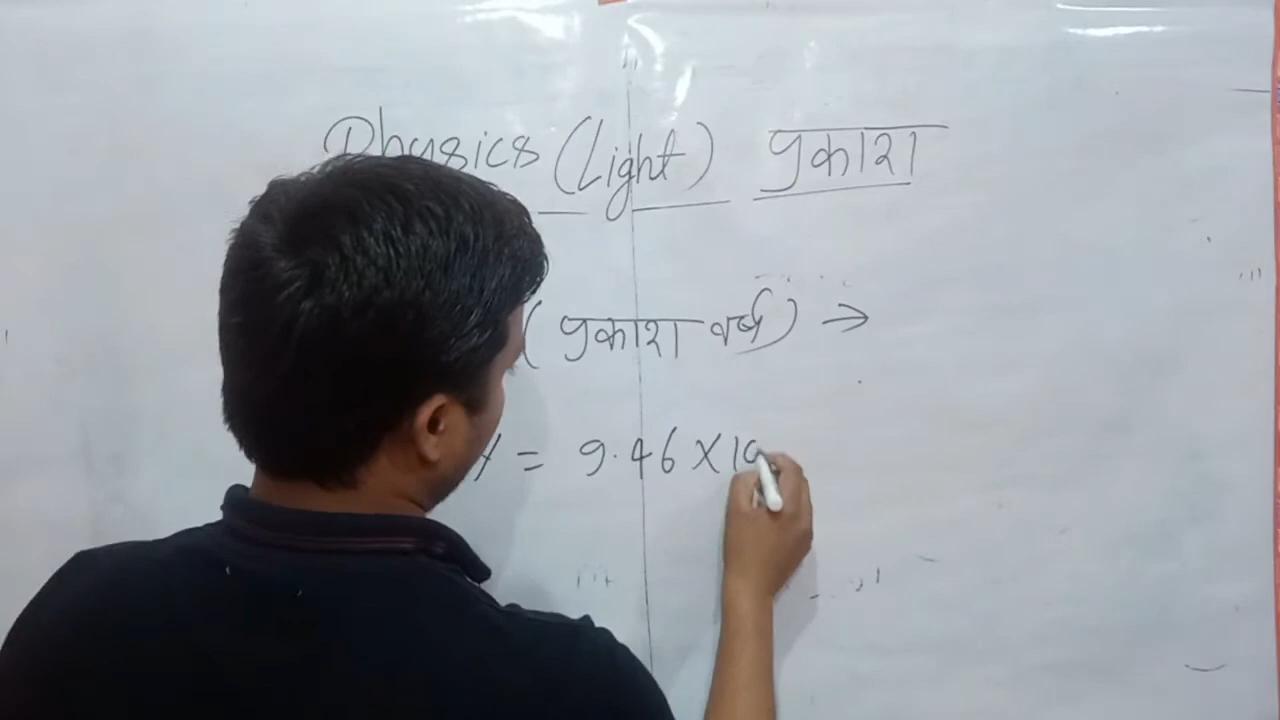 Physics (Light) प्रकाश
(प्रकाश वर्ष) →
= 9.46 × 10